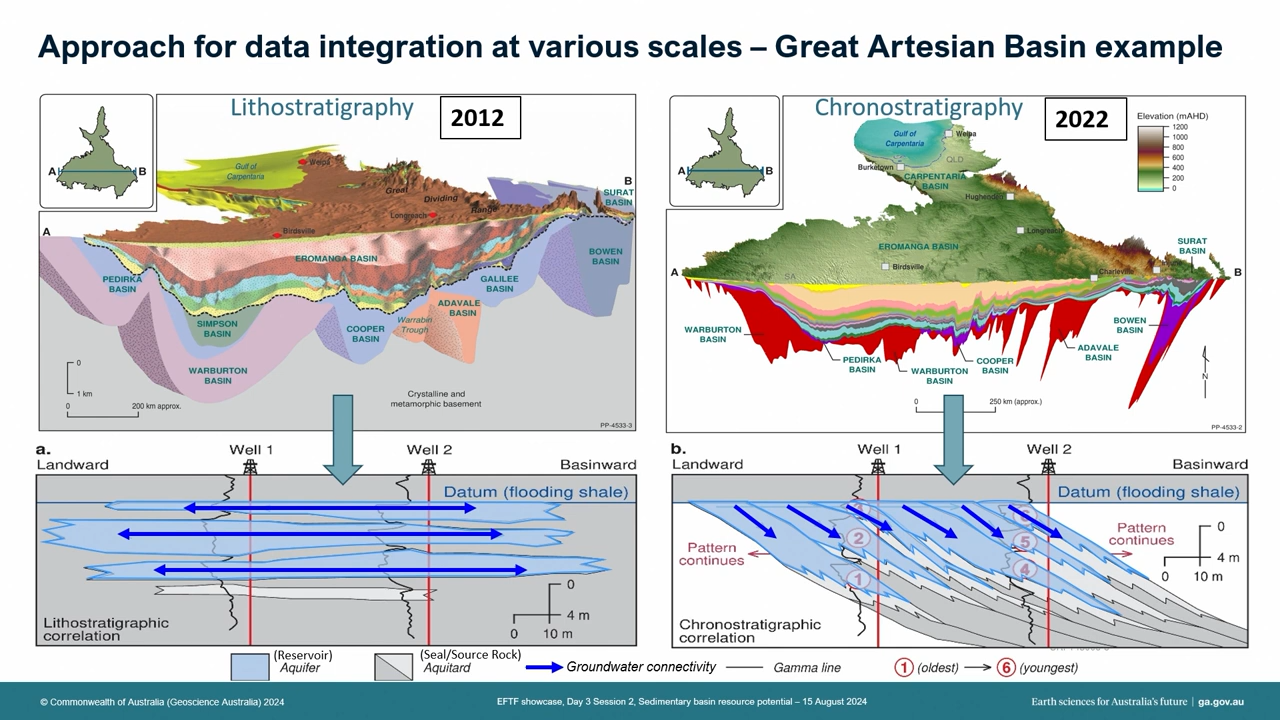 Approach for data integration at various scales – Great Artesian Basin example
Lithostratigraphy
2012
A
B
Gulf of
Carpentaria
Weipa
Great
Dividing
Range
Longreach
Birdsville
B
SURAT
BASIN
A
EROMANGA BASIN
BOWEN
BASIN
PEDIRKA
BASIN
GALILEE
BASIN
ADAVALE
BASIN
SIMPSON
BASIN
COOPER
BASIN
Warrabin
Trough
WARBURTON
BASIN
0
1 km
0
200 km approx.
Crystalline and
metamorphic basement
PP-4533-3
Chronostratigraphy
2022
A
B
Elevation (mAHD)
1200
1000
800
600
400
200
0
Gulf of
Carpentaria
Weipa
QLD
Burketown
CARPENTARIA
BASIN
Hughenden
Longreach
EROMANGA BASIN
Birdsville
SURAT
BASIN
A
SA
Charleville
B
WARBURTON
BASIN
BOWEN
BASIN
ADAVALE
BASIN
PEDIRKA
BASIN
WARBURTON
BASIN
COOPER
BASIN
N
0
250 km (approx.)
PP-4533-2
a.
Well 1
Well 2
Landward
Basinward
Datum (flooding shale)
Lithostratigraphic
correlation
0
4 m
0
10 m
b.
Well 1
Well 2
Landward
Basinward
Datum (flooding shale)
Pattern
continues
Pattern
continues
2
1
5
4
0
4 m
0
10 m
Chronostratigraphic
correlation
(Reservoir)
Aquifer
(Seal/Source Rock)
Aquitard
Groundwater connectivity
Gamma line
1 (oldest)
6 (youngest)
© Commonwealth of Australia (Geoscience Australia) 2024
EFTF showcase, Day 3 Session 2, Sedimentary basin resource potential – 15 August 2024
Earth sciences for Australia's future | ga.gov.au